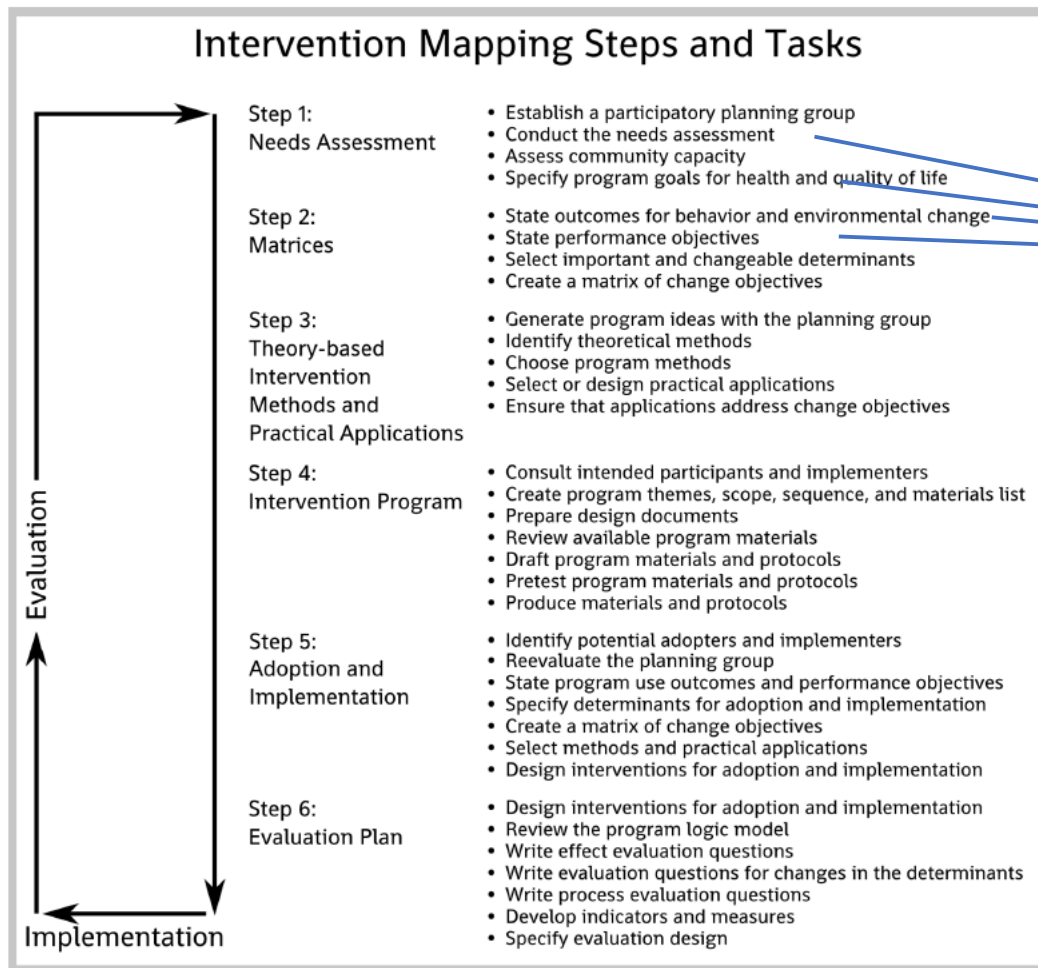 Intervention Mapping Steps and Tasks
Step 1:
Needs Assessment
• Establish a participatory planning group
• Conduct the needs assessment
• Assess community capacity
• Specify program goals for health and quality of life
Step 2:
Matrices
• State outcomes for behavior and environmental change
• State performance objectives
• Select important and changeable determinants
• Create a matrix of change objectives
Step 3:
Theory-based
Intervention
Methods and
Practical Applications
• Generate program ideas with the planning group
• Identify theoretical methods
• Choose program methods
• Select or design practical applications
• Ensure that applications address change objectives
Step 4:
Intervention Program
• Consult intended participants and implementers
• Create program themes, scope, sequence, and materials list
• Prepare design documents
• Review available program materials
• Draft program materials and protocols
• Pretest program materials and protocols
• Produce materials and protocols
Step 5:
Adoption and
Implementation
• Identify potential adopters and implementers
• Reevaluate the planning group
• State program use outcomes and performance objectives
• Specify determinants for adoption and implementation
• Create a matrix of change objectives
• Select methods and practical applications
• Design interventions for adoption and implementation
Step 6:
Evaluation Plan
• Design interventions for adoption and implementation
• Review the program logic model
• Write effect evaluation questions
• Write evaluation questions for changes in the determinants
• Write process evaluation questions
• Develop indicators and measures
• Specify evaluation design
Evaluation
Implementation